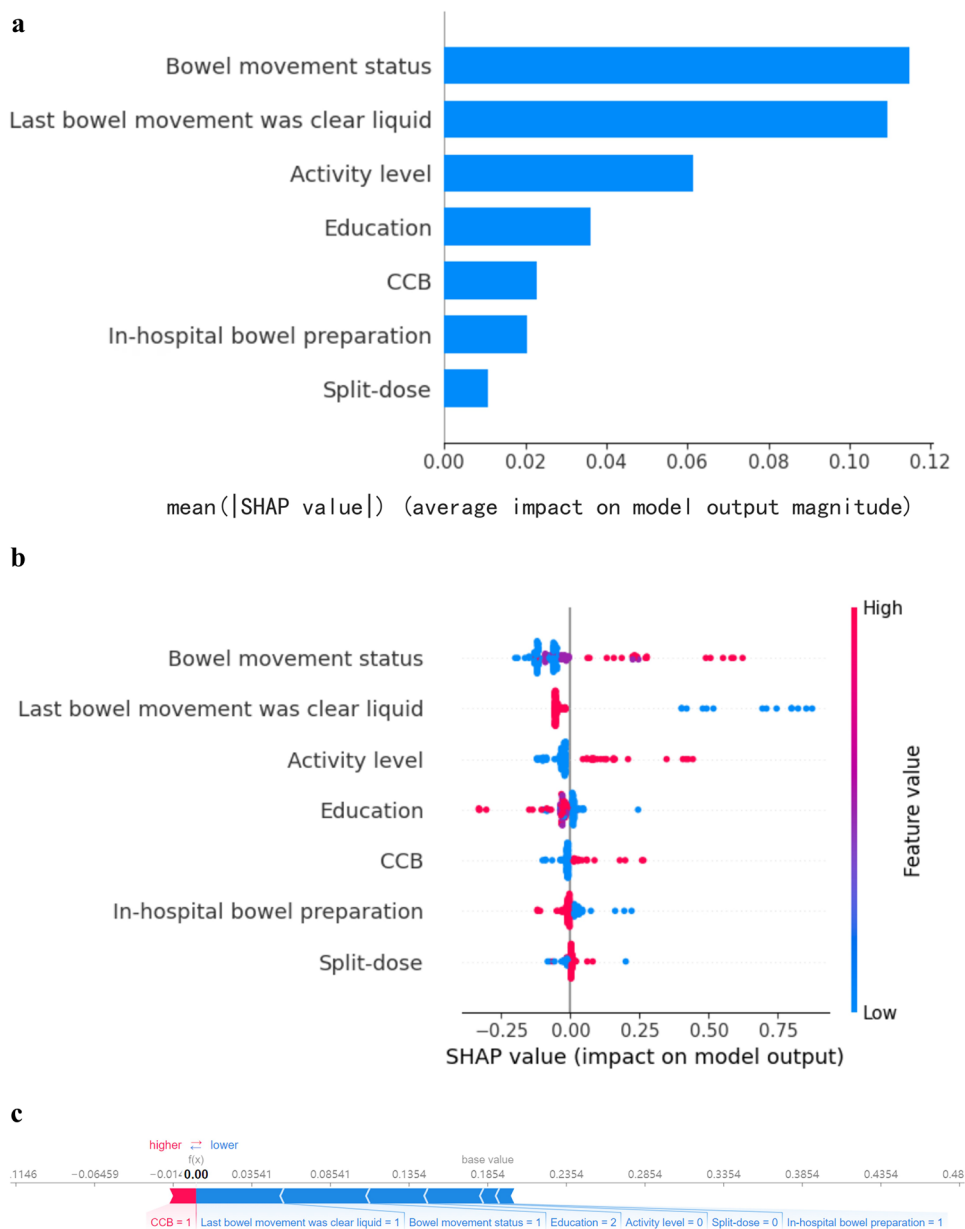 a
Bowel movement status
Last bowel movement was clear liquid
Activity level
Education
CCB
In-hospital bowel preparation
Split-dose
0.00 0.02 0.04 0.06 0.08 0.10 0.12
mean(|SHAP value|) (average impact on model output magnitude)
b
High
Bowel movement status
Last bowel movement was clear liquid
Activity level
Education
CCB
In-hospital bowel preparation
Split-dose
Feature value
Low
−0.25 0.00 0.25 0.50 0.75
SHAP value (impact on model output)
c
higher ⇄ lower
f(x) base value
.1146 −0.06459 −0.014 0.00 0.03541 0.08541 0.1354 0.1854 0.2354 0.2854 0.3354 0.3854 0.4354 0.48
CCB = 1 Last bowel movement was clear liquid = 1 Bowel movement status = 1 Education = 2 Activity level = 0 Split-dose = 0 In-hospital bowel preparation = 1